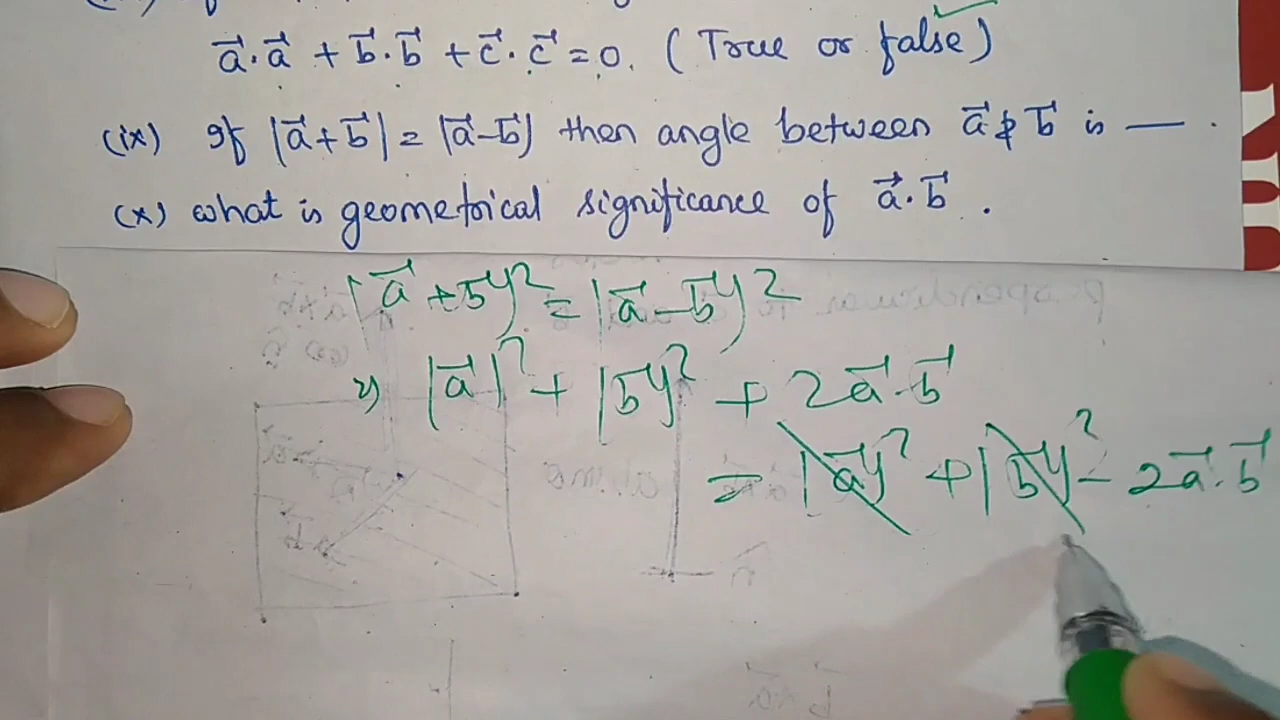 a⃗·a⃗ + b⃗·b⃗ + c⃗·c⃗ = 0. (True or false)
(ix) If |a⃗+b⃗| = |a⃗-b⃗| then angle between a⃗ & b⃗ is — .
(x) what is geometrical significance of a⃗·b⃗ .
|a⃗ + b⃗|² = |a⃗ - b⃗|²
|a⃗|² + |b⃗|² + 2a⃗·b⃗
= |a⃗|² + |b⃗|² - 2a⃗·b⃗